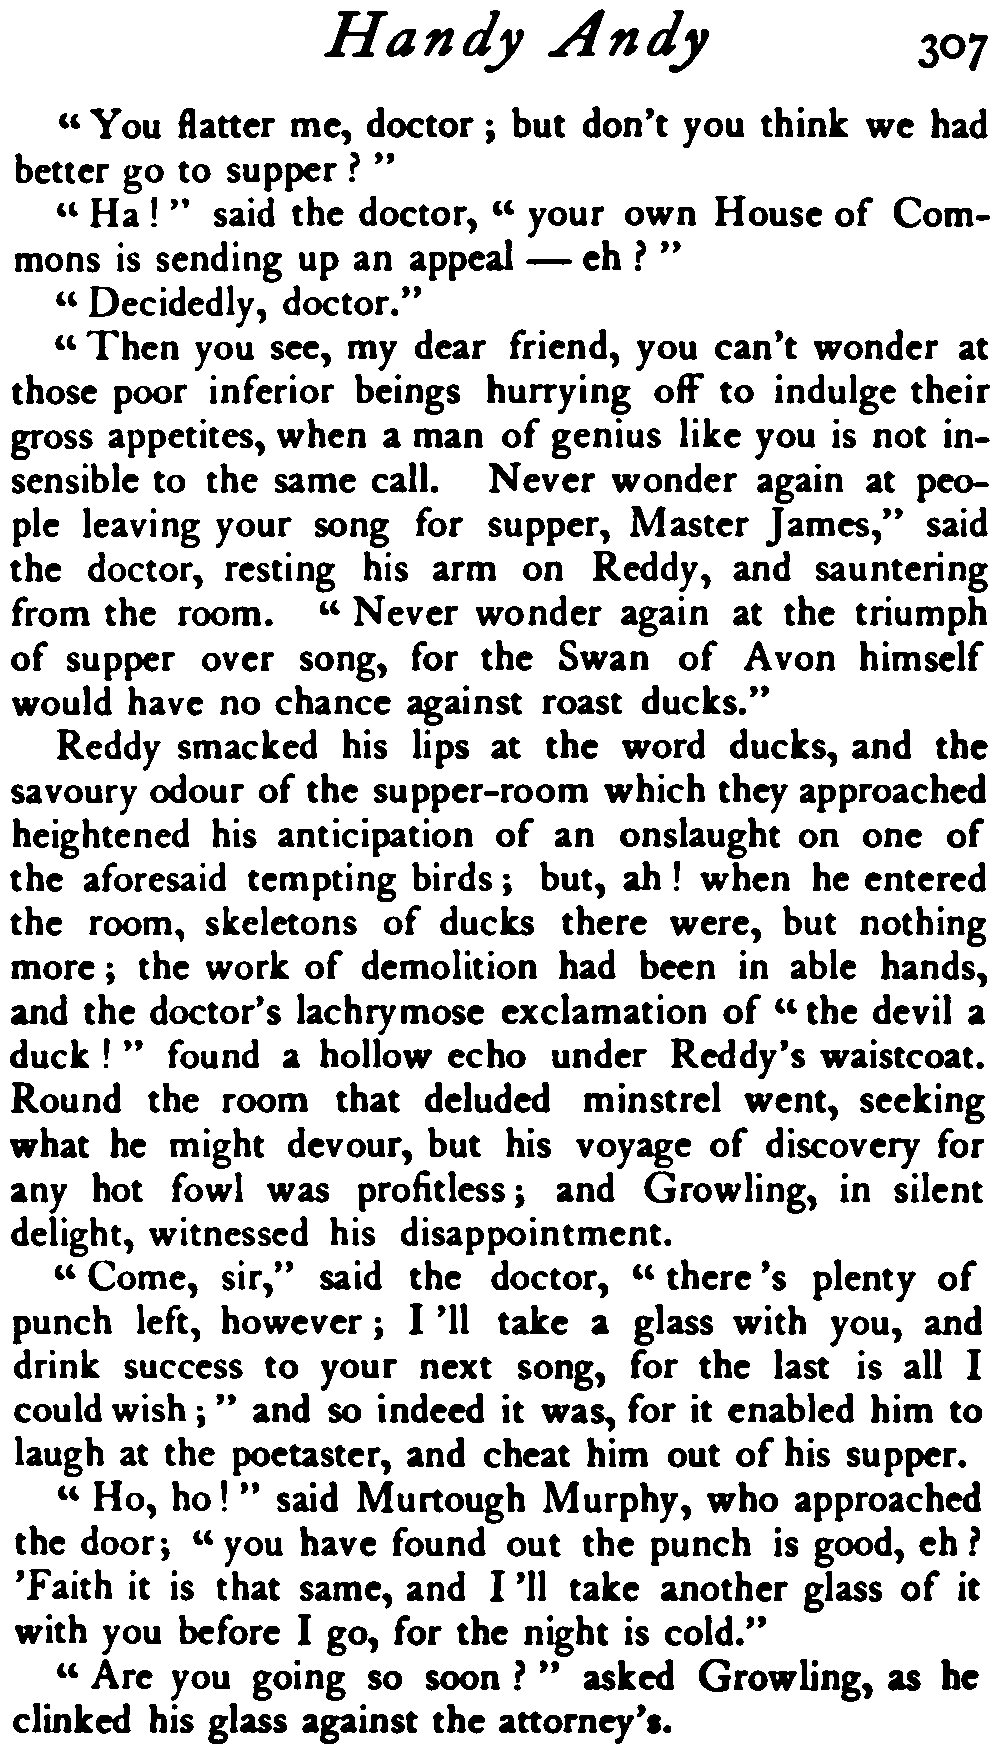 Handy Andy 307
“ You flatter me, doctor ; but don’t you think we had
better go to supper ? ”
“ Ha ! ” said the doctor, “ your own House of Com-
mons is sending up an appeal — eh ? ”
“ Decidedly, doctor.”
“ Then you see, my dear friend, you can’t wonder at
those poor inferior beings hurrying off to indulge their
gross appetites, when a man of genius like you is not in-
sensible to the same call. Never wonder again at peo-
ple leaving your song for supper, Master James,” said
the doctor, resting his arm on Reddy, and sauntering
from the room. “ Never wonder again at the triumph
of supper over song, for the Swan of Avon himself
would have no chance against roast ducks.”
Reddy smacked his lips at the word ducks, and the
savoury odour of the supper-room which they approached
heightened his anticipation of an onslaught on one of
the aforesaid tempting birds ; but, ah ! when he entered
the room, skeletons of ducks there were, but nothing
more ; the work of demolition had been in able hands,
and the doctor’s lachrymose exclamation of “ the devil a
duck ! ” found a hollow echo under Reddy’s waistcoat.
Round the room that deluded minstrel went, seeking
what he might devour, but his voyage of discovery for
any hot fowl was profitless ; and Growling, in silent
delight, witnessed his disappointment.
“ Come, sir,” said the doctor, “ there ’s plenty of
punch left, however ; I ’ll take a glass with you, and
drink success to your next song, for the last is all I
could wish ; ” and so indeed it was, for it enabled him to
laugh at the poetaster, and cheat him out of his supper.
“ Ho, ho ! ” said Murtough Murphy, who approached
the door ; “ you have found out the punch is good, eh ?
’Faith it is that same, and I ’ll take another glass of it
with you before I go, for the night is cold.”
“ Are you going so soon ? ” asked Growling, as he
clinked his glass against the attorney’s.